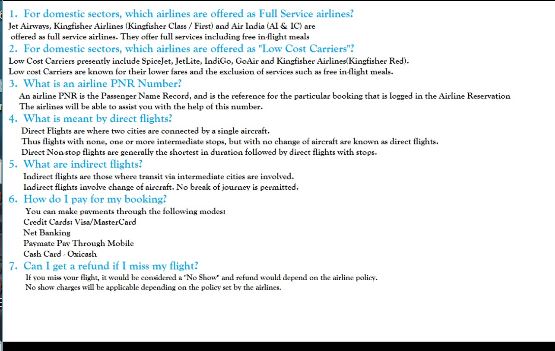 1. For domestic sectors, which airlines are offered as Full Service airlines?
Jet Airways, Kingfisher Airlines (Kingfisher Class / First) and Air India (AI & IC) are
offered as full service airlines. They offer full services including free in-flight meals
2. For domestic sectors, which airlines are offered as "Low Cost Carriers"?
Low Cost Carriers presently include SpiceJet, JetLite, IndiGo, GoAir and Kingfisher Airlines(Kingfisher Red).
Low cost Carriers are known for their lower fares and the exclusion of services such as free in-flight meals.
3. What is an airline PNR Number?
An airline PNR is the Passenger Name Record, and is the reference for the particular booking that is logged in the Airline Reservation
The airlines will be able to assist you with the help of this number.
4. What is meant by direct flights?
Direct Flights are where two cities are connected by a single aircraft.
Thus flights with none, one or more intermediate stops, but with no change of aircraft are known as direct flights.
Direct Non-stop flights are generally the shortest in duration followed by direct flights with stops.
5. What are indirect flights?
Indirect flights are those where transit via intermediate cities are involved.
Indirect flights involve change of aircraft. No break of journey is permitted.
6. How do I pay for my booking?
You can make payments through the following modes:
Credit Cards: Visa/MasterCard
Net Banking
Paymate Pay Through Mobile
Cash Card - Oxicash
7. Can I get a refund if I miss my flight?
If you miss your flight, it would be considered a "No Show" and refund would depend on the airline policy.
No show charges will be applicable depending on the policy set by the airlines.